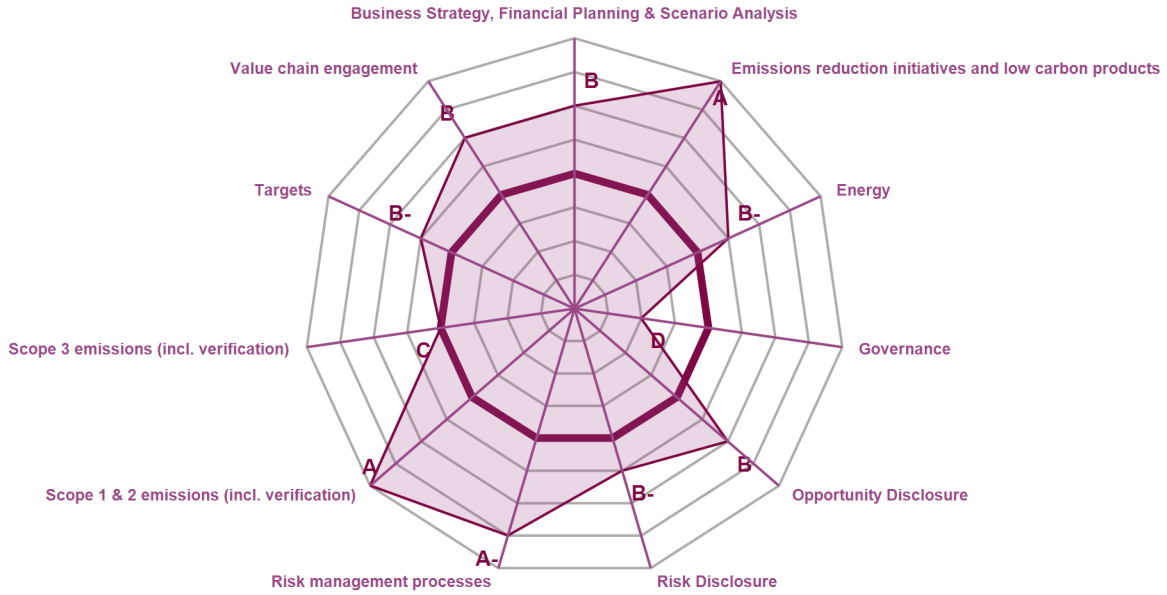 Business Strategy, Financial Planning & Scenario Analysis
Value chain engagement
Emissions reduction initiatives and low carbon products
B
A
B
Targets
Energy
B-
B-
D
C
Scope 3 emissions (incl. verification)
Governance
A
B
B-
Scope 1 & 2 emissions (incl. verification)
Opportunity Disclosure
A-
Risk management processes
Risk Disclosure